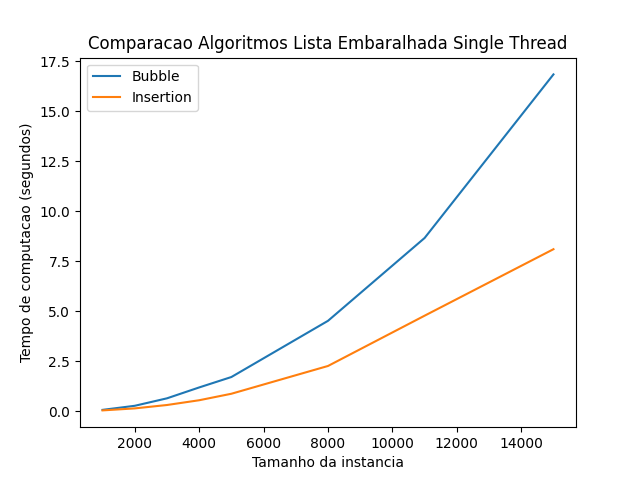 Comparacao Algoritmos Lista Embaralhada Single Thread
17.5
15.0
12.5
10.0
7.5
5.0
2.5
0.0
Tempo de computacao (segundos)
Bubble
Insertion
2000 4000 6000 8000 10000 12000 14000
Tamanho da instancia